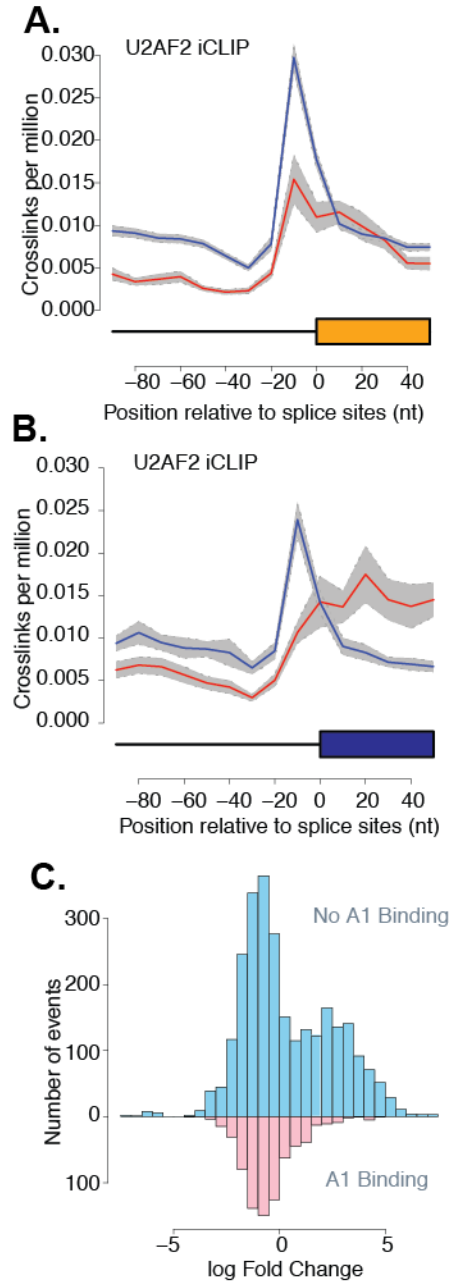 A.
U2AF2 iCLIP
Crosslinks per million
0.030
0.025
0.020
0.015
0.010
0.005
0.000
−80 −60 −40 −20 0 20 40
Position relative to splice sites (nt)
B.
U2AF2 iCLIP
Crosslinks per million
0.030
0.025
0.020
0.015
0.010
0.005
0.000
−80 −60 −40 −20 0 20 40
Position relative to splice sites (nt)
C.
No A1 Binding
Number of events
300
200
100
0
100
A1 Binding
−5 0 5
log Fold Change